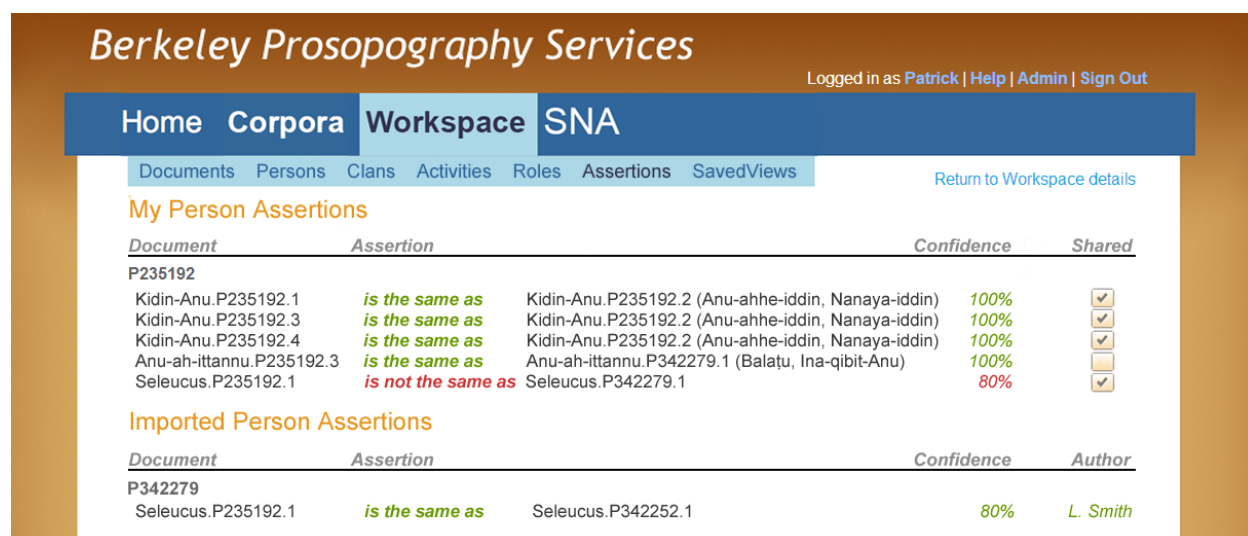 Berkeley Prosopography Services
Logged in as Patrick | Help | Admin | Sign Out
Home Corpora Workspace SNA
Documents Persons Clans Activities Roles Assertions SavedViews
Return to Workspace details
My Person Assertions
Document Assertion Confidence Shared
P235192
Kidin-Anu.P235192.1 is the same as Kidin-Anu.P235192.2 (Anu-ahhe-iddin, Nanaya-iddin) 100%
Kidin-Anu.P235192.3 is the same as Kidin-Anu.P235192.2 (Anu-ahhe-iddin, Nanaya-iddin) 100%
Kidin-Anu.P235192.4 is the same as Kidin-Anu.P235192.2 (Anu-ahhe-iddin, Nanaya-iddin) 100%
Anu-ah-ittannu.P235192.3 is the same as Anu-ah-ittannu.P342279.1 (Balaṭu, Ina-qibit-Anu) 100%
Seleucus.P235192.1 is not the same as Seleucus.P342279.1 80%
Imported Person Assertions
Document Assertion Confidence Author
P342279
Seleucus.P235192.1 is the same as Seleucus.P342252.1 80% L. Smith